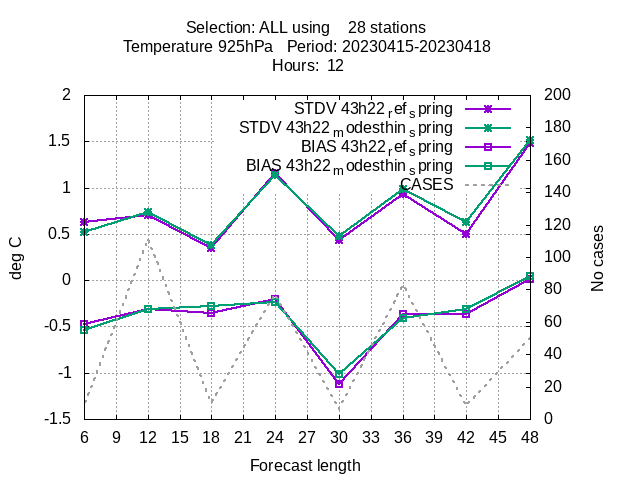 Selection: ALL using    28 stations
Temperature 925hPa   Period: 20230415-20230418
Hours:  12
STDV 43h22_ref_spring
STDV 43h22_modesthin_spring
BIAS 43h22_ref_spring
BIAS 43h22_modesthin_spring
CASES
deg C
2
1.5
1
0.5
0
-0.5
-1
-1.5
No cases
200
180
160
140
120
100
80
60
40
20
0
6 9 12 15 18 21 24 27 30 33 36 39 42 45 48
Forecast length